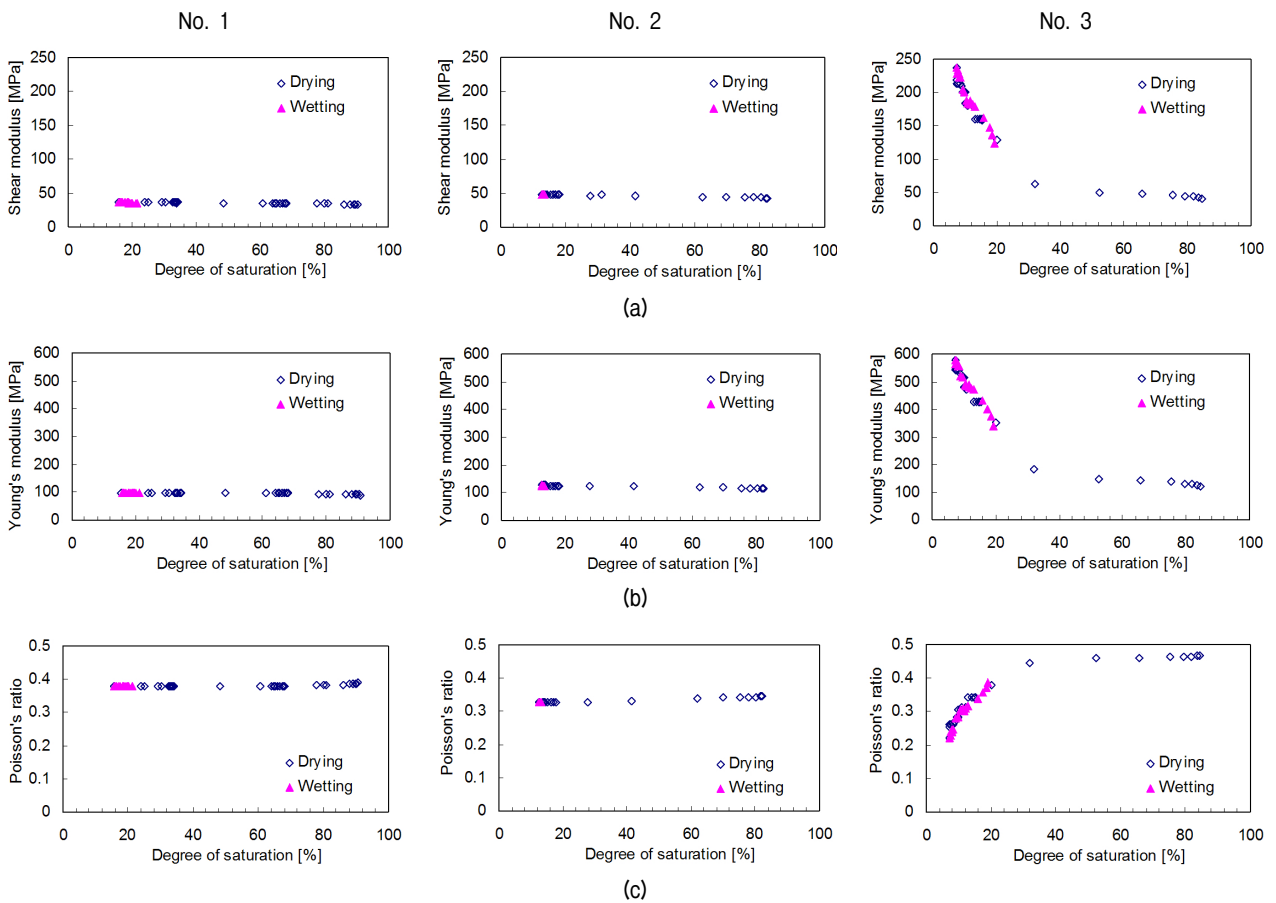 No. 1
No. 2
No. 3
Shear modulus [MPa]
250
200
150
100
50
0
Drying
Wetting
0 20 40 60 80 100
Degree of saturation [%]
Shear modulus [MPa]
250
200
150
100
50
0
Drying
Wetting
0 20 40 60 80 100
Degree of saturation [%]
Shear modulus [MPa]
250
200
150
100
50
0
Drying
Wetting
0 20 40 60 80 100
Degree of saturation [%]
(a)
Young's modulus [MPa]
600
500
400
300
200
100
0
Drying
Wetting
0 20 40 60 80 100
Degree of saturation [%]
Young's modulus [MPa]
600
500
400
300
200
100
0
Drying
Wetting
0 20 40 60 80 100
Degree of saturation [%]
Young's modulus [MPa]
600
500
400
300
200
100
0
Drying
Wetting
0 20 40 60 80 100
Degree of saturation [%]
(b)
Poisson's ratio
0.5
0.4
0.3
0.2
0.1
0
Drying
Wetting
0 20 40 60 80 100
Degree of saturation [%]
Poisson's ratio
0.5
0.4
0.3
0.2
0.1
0
Drying
Wetting
0 20 40 60 80 100
Degree of saturation [%]
Poisson's ratio
0.5
0.4
0.3
0.2
0.1
0
Drying
Wetting
0 20 40 60 80 100
Degree of saturation [%]
(c)